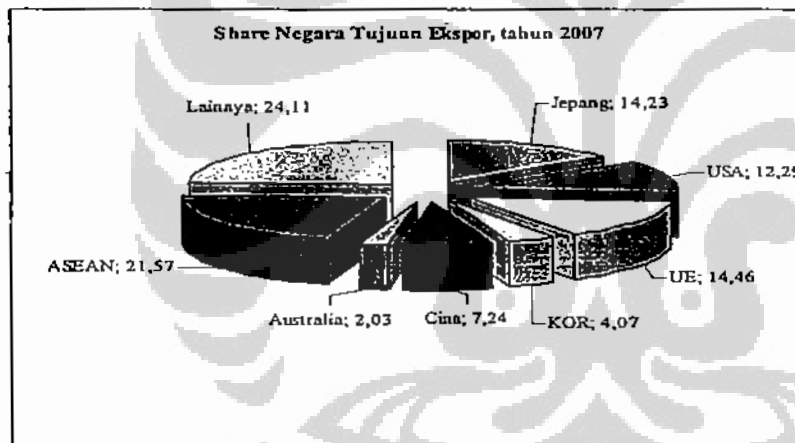 Share Negara Tujuan Ekspor, tahun 2007
Lainaya; 24,11
Jepang; 14,23
USA; 12,29
ASEAN; 21,57
UE; 14,46
Australia; 2,03
Cina; 7,24
KOR; 4,07